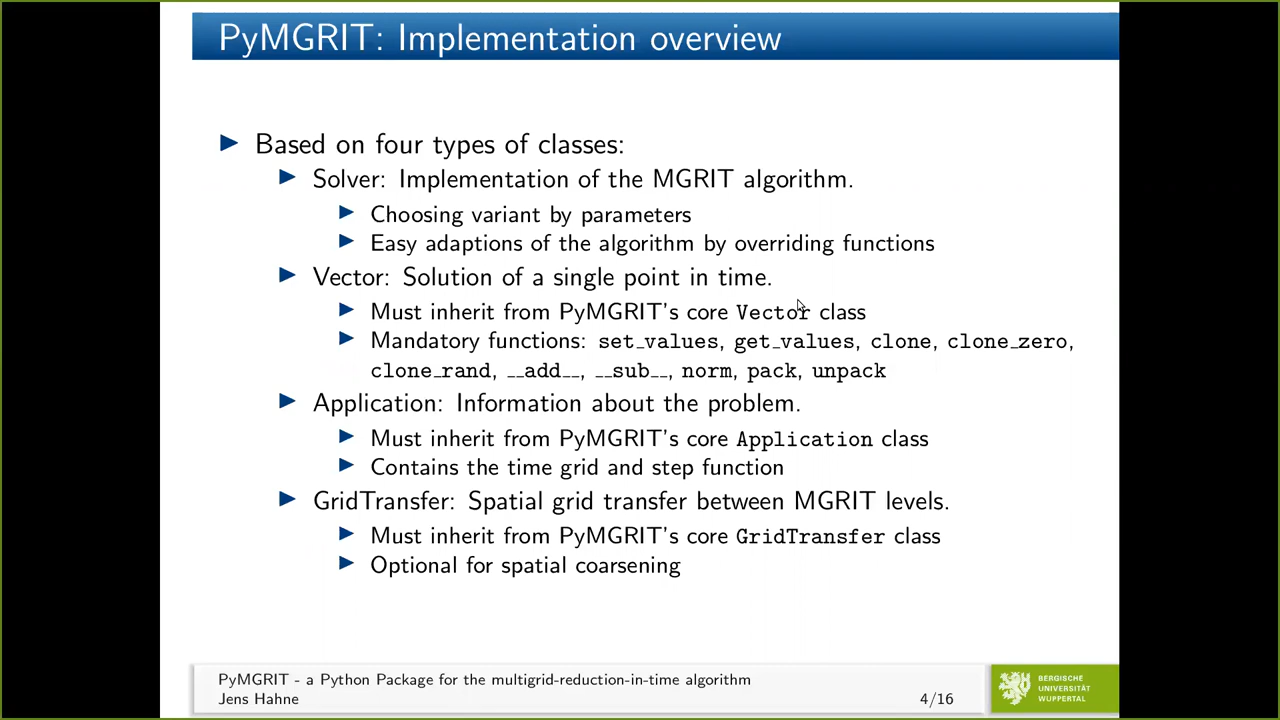 PyMGRIT: Implementation overview
Based on four types of classes:
Solver: Implementation of the MGRIT algorithm.
Choosing variant by parameters
Easy adaptions of the algorithm by overriding functions
Vector: Solution of a single point in time.
Must inherit from PyMGRIT's core Vector class
Mandatory functions: set_values, get_values, clone, clone_zero,
clone_rand, __add__, __sub__, norm, pack, unpack
Application: Information about the problem.
Must inherit from PyMGRIT's core Application class
Contains the time grid and step function
GridTransfer: Spatial grid transfer between MGRIT levels.
Must inherit from PyMGRIT's core GridTransfer class
Optional for spatial coarsening
PyMGRIT - a Python Package for the multigrid-reduction-in-time algorithm
Jens Hahne
4/16
BERGISCHE
UNIVERSITÄT
WUPPERTAL